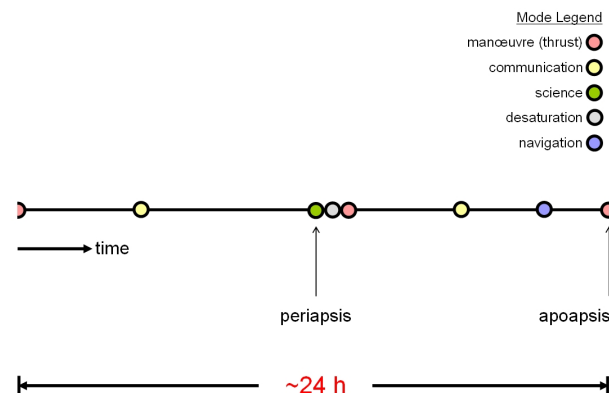 Mode Legend
manœuvre (thrust)
communication
science
desaturation
navigation
time
periapsis
apoapsis
~24 h